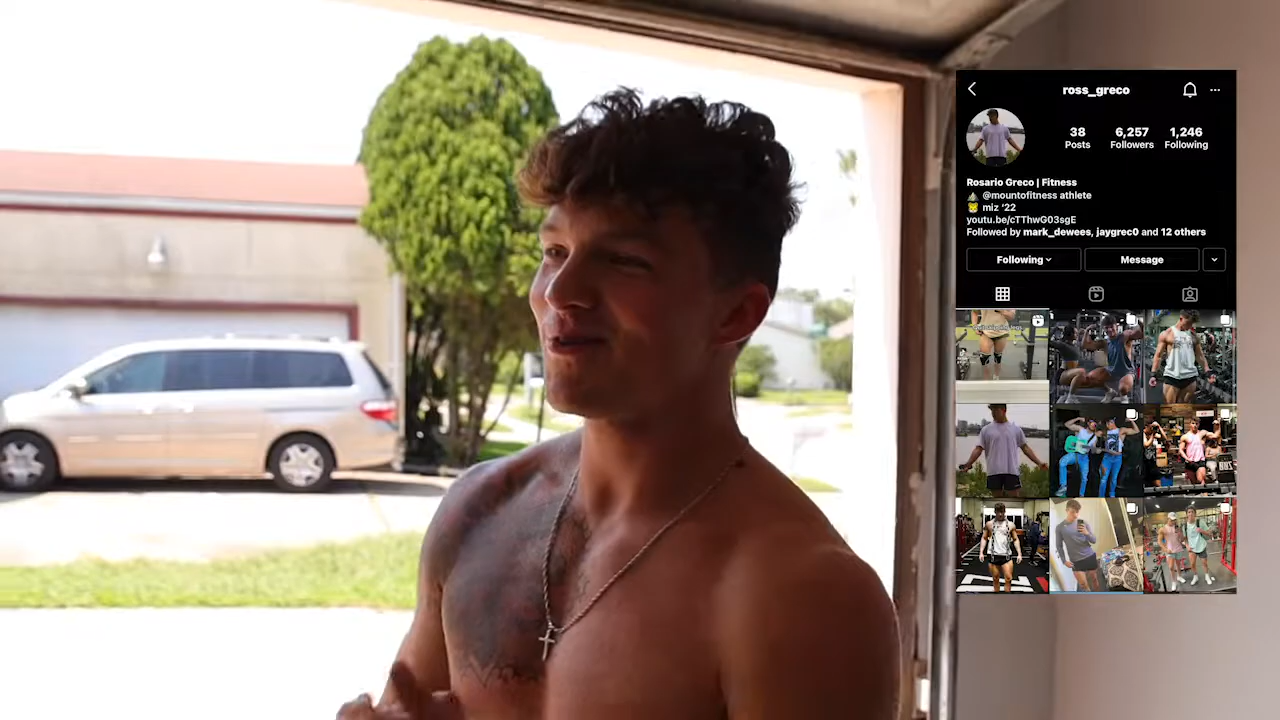 ross_greco
38
6,257
1,246
Posts
Followers
Following
Rosario Greco | Fitness
@mountofitness athlete
miz '22
youtu.be/cTThwG03sgE
Followed by mark_dewees, jaygrec0 and 12 others
Following
Message